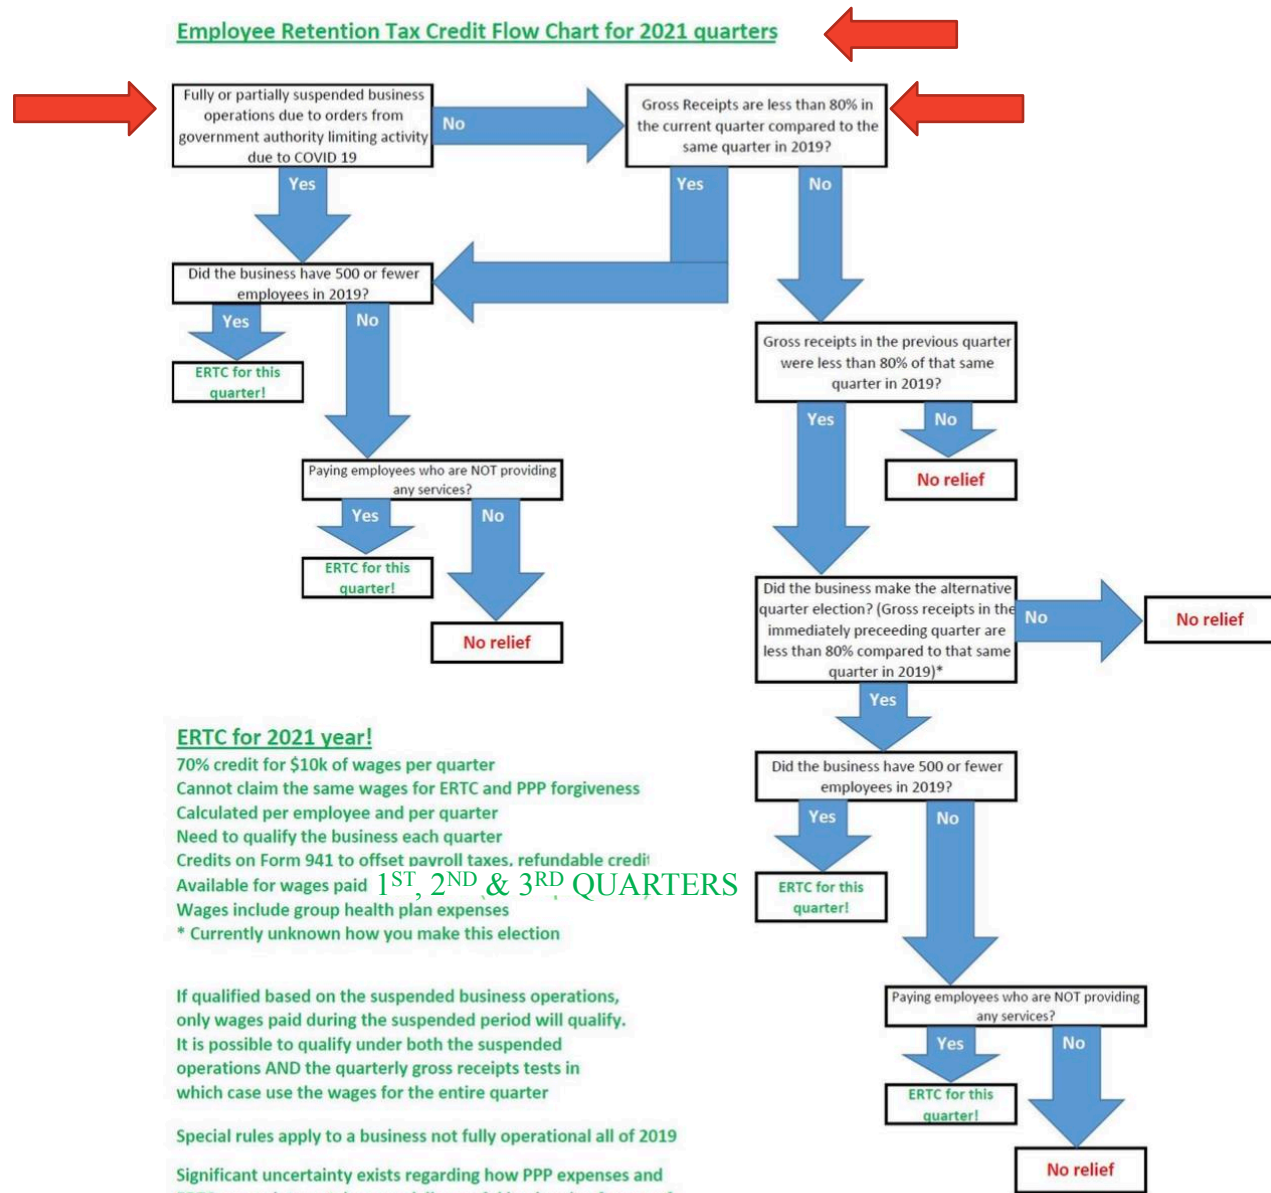 Employee Retention Tax Credit Flow Chart for 2021 quarters
Fully or partially suspended business
operations due to orders from
government authority limiting activity
due to COVID 19
No
Gross Receipts are less than 80% in
the current quarter compared to the
same quarter in 2019?
Yes
Yes
No
Did the business have 500 or fewer
employees in 2019?
Yes
No
ERTC for this
quarter!
Gross receipts in the previous quarter
were less than 80% of that same
quarter in 2019?
Yes
No
No relief
Paying employees who are NOT providing
any services?
Yes
No
ERTC for this
quarter!
No relief
Did the business make the alternative
quarter election? (Gross receipts in the
immediately preceeding quarter are
less than 80% compared to that same
quarter in 2019)*
No
No relief
Yes
Did the business have 500 or fewer
employees in 2019?
Yes
No
ERTC for this
quarter!
Paying employees who are NOT providing
any services?
Yes
No
ERTC for this
quarter!
No relief
ERTC for 2021 year!
70% credit for $10k of wages per quarter
Cannot claim the same wages for ERTC and PPP forgiveness
Calculated per employee and per quarter
Need to qualify the business each quarter
Credits on Form 941 to offset payroll taxes, refundable credit
Available for wages paid 1ST, 2ND & 3RD QUARTERS
Wages include group health plan expenses
* Currently unknown how you make this election
If qualified based on the suspended business operations,
only wages paid during the suspended period will qualify.
It is possible to qualify under both the suspended
operations AND the quarterly gross receipts tests in
which case use the wages for the entire quarter
Special rules apply to a business not fully operational all of 2019
Significant uncertainty exists regarding how PPP expenses and